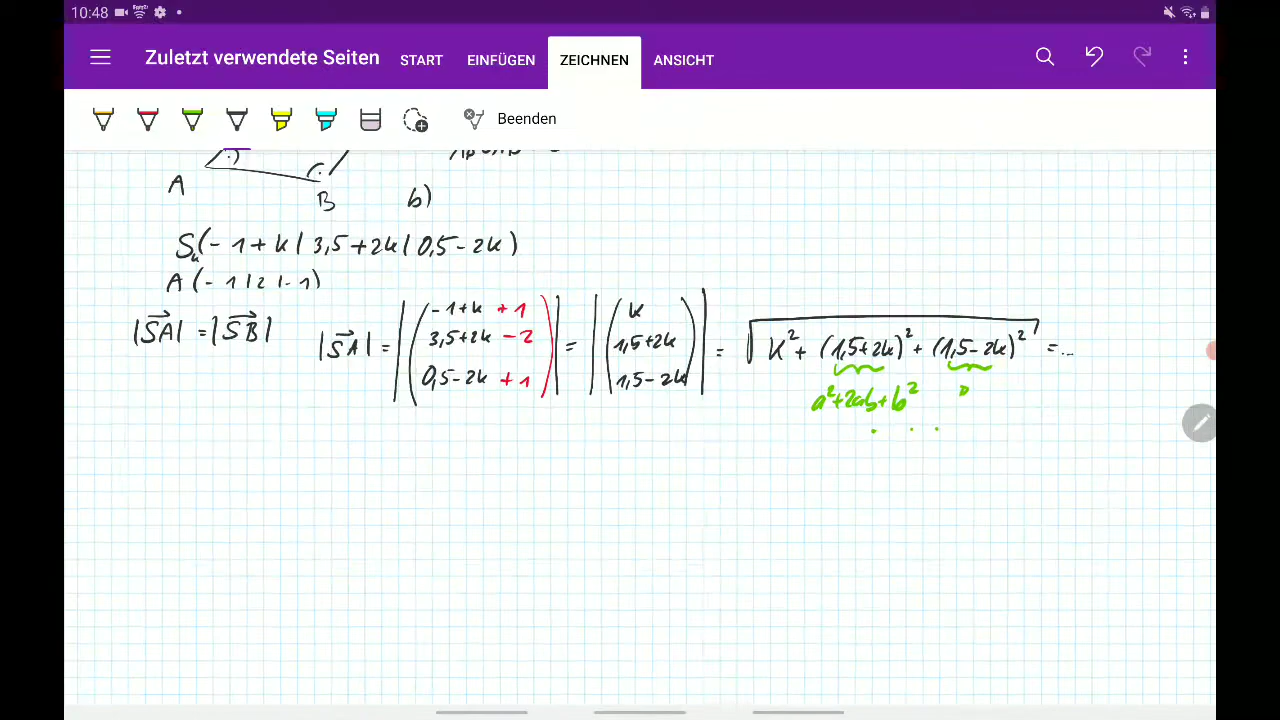 10:48
Zuletzt verwendete Seiten START EINFÜGEN ZEICHNEN ANSICHT
Beenden
A
B b)
Sₖ(-1+k | 3,5+2k | 0,5-2k)
A(-1|2|-1)
|SA⃗| = |SB⃗| |SA⃗| = |(-1+k +1, 3,5+2k -2, 0,5-2k +1)| = |(k, 1,5+2k, 1,5-2k)| = √(k² + (1,5+2k)² + (1,5-2k)²) = ...
a²+2ab+b²